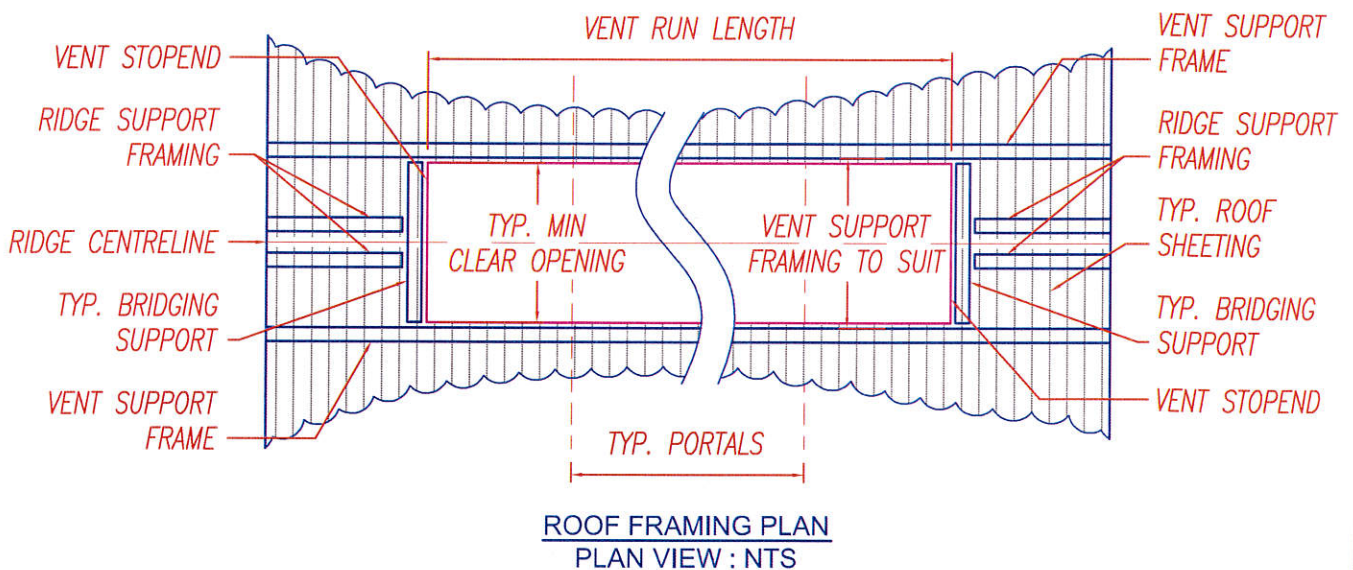 VENT RUN LENGTH
VENT STOPEND
RIDGE SUPPORT
FRAMING
RIDGE CENTRELINE
TYP. BRIDGING
SUPPORT
VENT SUPPORT
FRAME
TYP. MIN
CLEAR OPENING
VENT SUPPORT
FRAMING TO SUIT
TYP. PORTALS
VENT SUPPORT
FRAME
RIDGE SUPPORT
FRAMING
TYP. ROOF
SHEETING
TYP. BRIDGING
SUPPORT
VENT STOPEND
ROOF FRAMING PLAN
PLAN VIEW : NTS